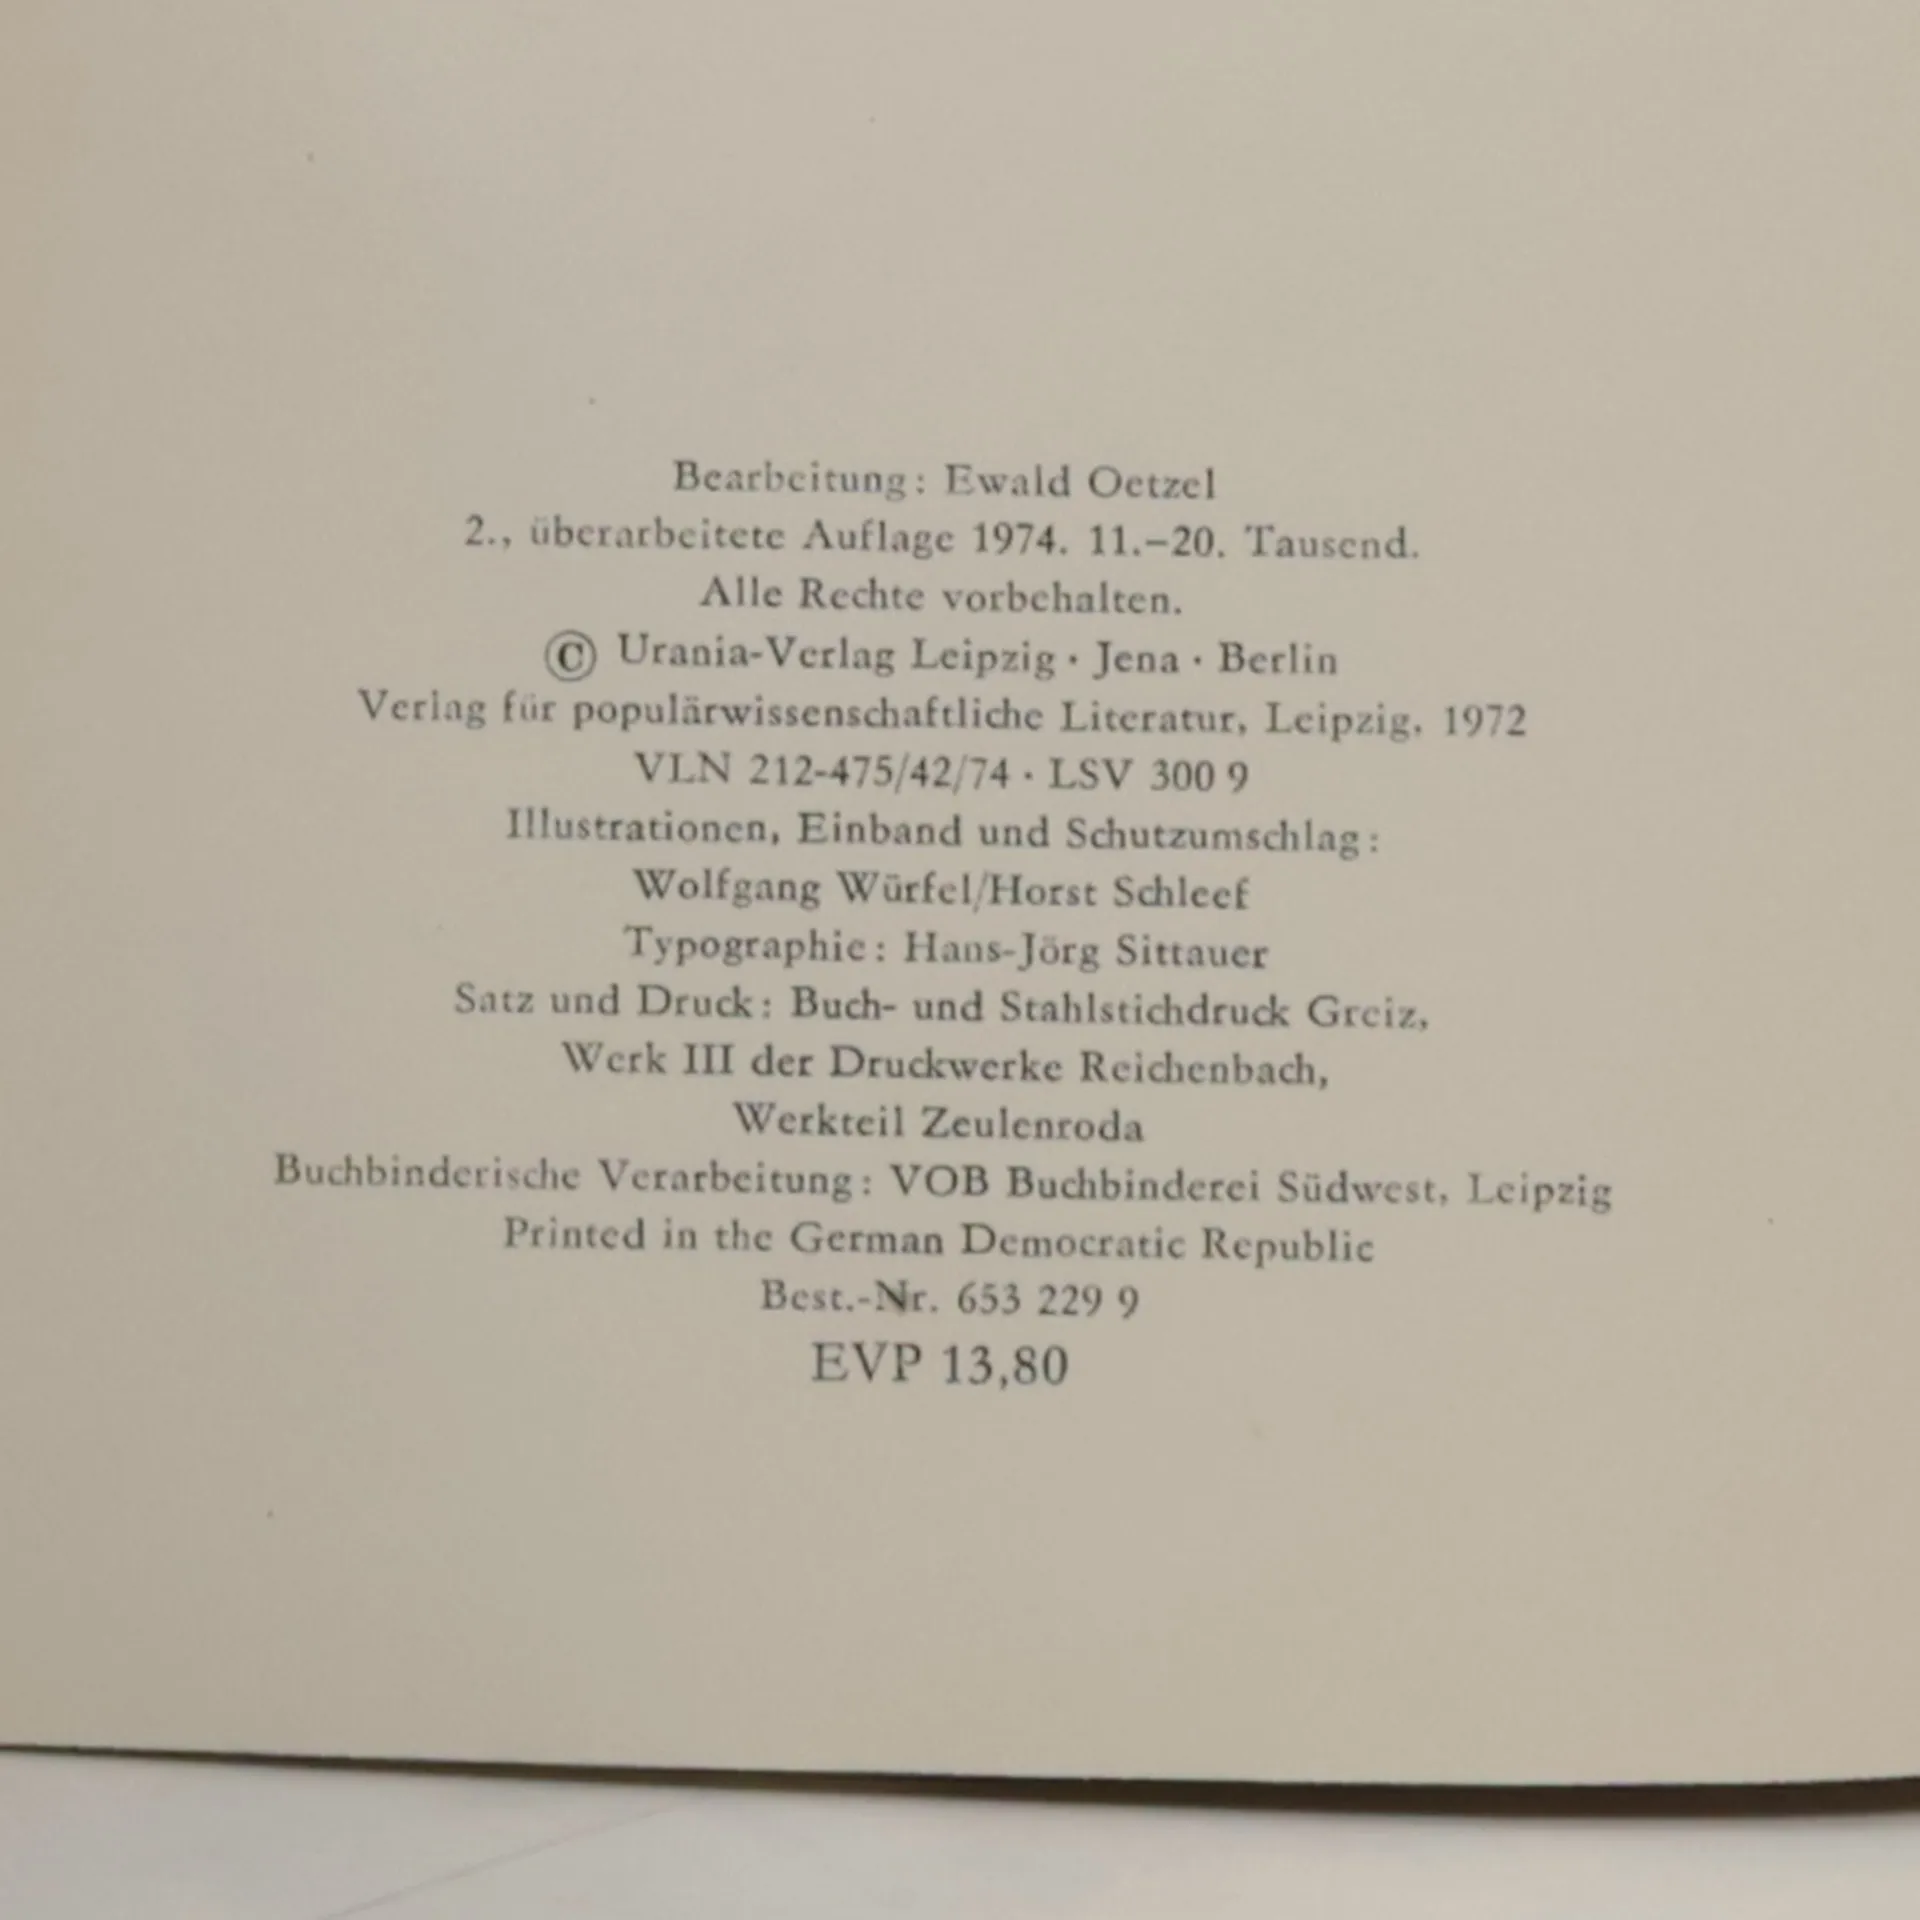 Bearbeitung: Ewald Oetzel
2., überarbeitete Auflage 1974. 11.–20. Tausend.
Alle Rechte vorbehalten.
© Urania-Verlag Leipzig · Jena · Berlin
Verlag für populärwissenschaftliche Literatur, Leipzig, 1972
VLN 212-475/42/74 · LSV 300 9
Illustrationen, Einband und Schutzumschlag:
Wolfgang Würfel/Horst Schleef
Typographie: Hans-Jörg Sittauer
Satz und Druck: Buch- und Stahlstichdruck Greiz,
Werk III der Druckwerke Reichenbach,
Werkteil Zeulenroda
Buchbinderische Verarbeitung: VOB Buchbinderei Südwest, Leipzig
Printed in the German Democratic Republic
Best.-Nr. 653 229 9
EVP 13,80